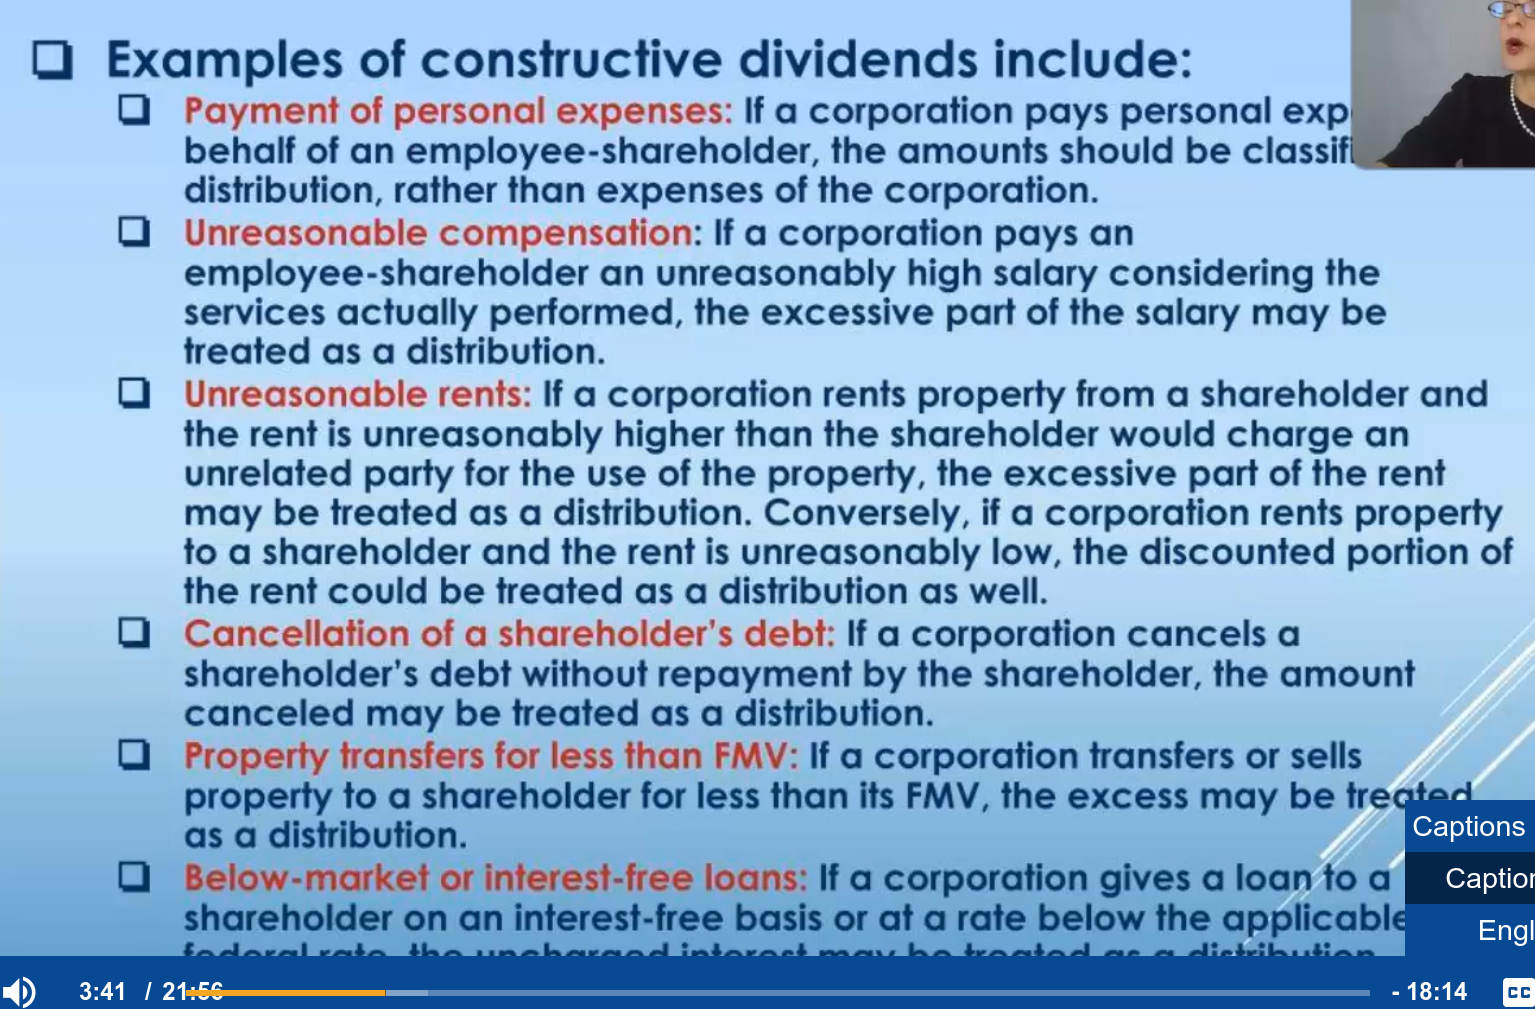 Examples of constructive dividends include:
Payment of personal expenses: If a corporation pays personal
behalf of an employee-shareholder, the amounts should be
distribution, rather than expenses of the corporation.
Unreasonable compensation: If a corporation pays an
employee-shareholder an unreasonably high salary considering the
services actually performed, the excessive part of the salary may be
treated as a distribution.
Unreasonable rents: If a corporation rents property from a shareholder and
the rent is unreasonably higher than the shareholder would charge an
unrelated party for the use of the property, the excessive part of the rent
may be treated as a distribution. Conversely, if a corporation rents property
to a shareholder and the rent is unreasonably low, the discounted portion of
the rent could be treated as a distribution as well.
Cancellation of a shareholder's debt: If a corporation cancels a
shareholder's debt without repayment by the shareholder, the amount
canceled may be treated as a distribution.
Property transfers for less than FMV: If a corporation transfers or sells
property to a shareholder for less than its FMV, the excess may be treated
as a distribution.
Below-market or interest-free loans: If a corporation gives a loan to a
shareholder on an interest-free basis or at a rate below the applicable
federal rate, the uncharged interest may be treated as a distribution
Captions
3:41 / 21:56
- 18:14
CC